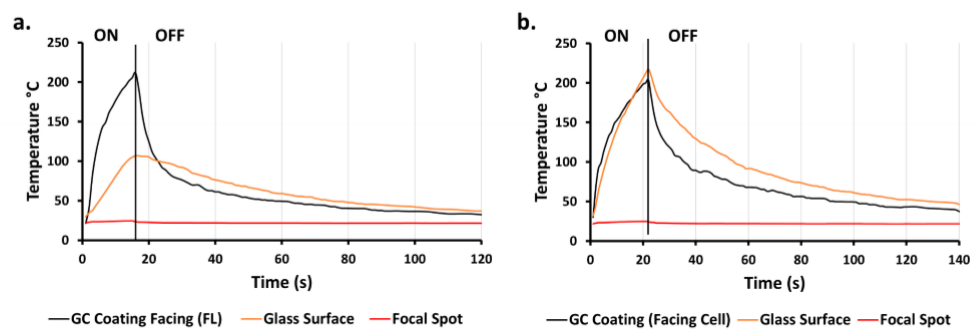 a.
ON OFF
250
200
150
100
50
0
Temperature °C
0 20 40 60 80 100 120
Time (s)
GC Coating Facing (FL) Glass Surface Focal Spot
b.
ON OFF
250
200
150
100
50
0
Temperature °C
0 20 40 60 80 100 120 140
Time (s)
GC Coating (Facing Cell) Glass Surface Focal Spot